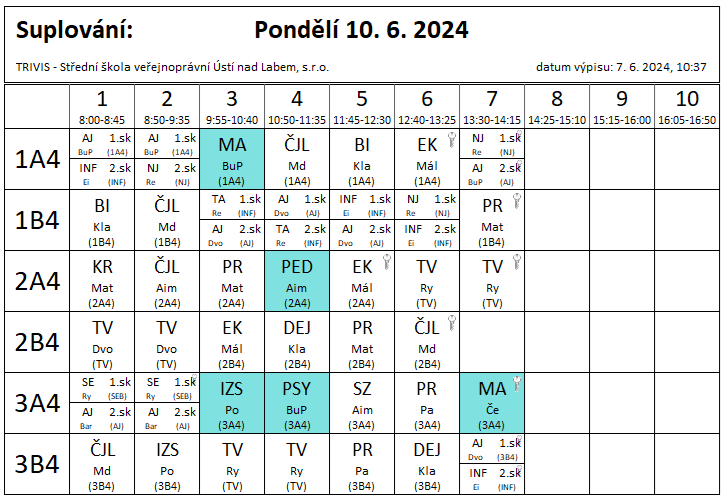 Suplování: Pondělí 10. 6. 2024
TRIVIS - Střední škola veřejnoprávní Ústí nad Labem, s.r.o. datum výpisu: 7. 6. 2024, 10:37
1 2 3 4 5 6 7 8 9 10
8:00-8:45 8:50-9:35 9:55-10:40 10:50-11:35 11:45-12:30 12:40-13:25 13:30-14:15 14:25-15:10 15:15-16:00 16:05-16:50
1A4
AJ 1.sk
BuP (1A4)
INF 2.sk
Ei (INF)
AJ 1.sk
BuP (1A4)
NJ 2.sk
Re (NJ)
MA
BuP
(1A4)
ČJL
Md
(1A4)
BI
Kla
(1A4)
EK
Mál
(1A4)
NJ 1.sk
Re (NJ)
AJ 2.sk
BuP (AJ)
1B4
BI
Kla
(1B4)
ČJL
Md
(1B4)
TA 1.sk
Re (INF)
AJ 2.sk
Dvo (AJ)
AJ 1.sk
Dvo (AJ)
TA 2.sk
Re (INF)
INF 1.sk
Ei (INF)
AJ 2.sk
Dvo (AJ)
NJ 1.sk
Re (NJ)
INF 2.sk
Ei (INF)
PR
Mat
(1B4)
2A4
KR
Mat
(2A4)
ČJL
Aim
(2A4)
PR
Mat
(2A4)
PED
Aim
(2A4)
EK
Mál
(2A4)
TV
Ry
(TV)
TV
Ry
(TV)
2B4
TV
Dvo
(TV)
TV
Dvo
(TV)
EK
Mál
(2B4)
DEJ
Kla
(2B4)
PR
Mat
(2B4)
ČJL
Md
(2B4)
3A4
SE 1.sk
Ry (SEB)
AJ 2.sk
Bar (AJ)
SE 1.sk
Ry (SEB)
AJ 2.sk
Bar (AJ)
IZS
Po
(3A4)
PSY
BuP
(3A4)
SZ
Aim
(3A4)
PR
Pa
(3A4)
MA
Če
(3A4)
3B4
ČJL
Md
(3B4)
IZS
Po
(3B4)
TV
Ry
(TV)
TV
Ry
(TV)
PR
Pa
(3B4)
DEJ
Kla
(3B4)
AJ 1.sk
Dvo (3B4)
INF 2.sk
Ei (INF)